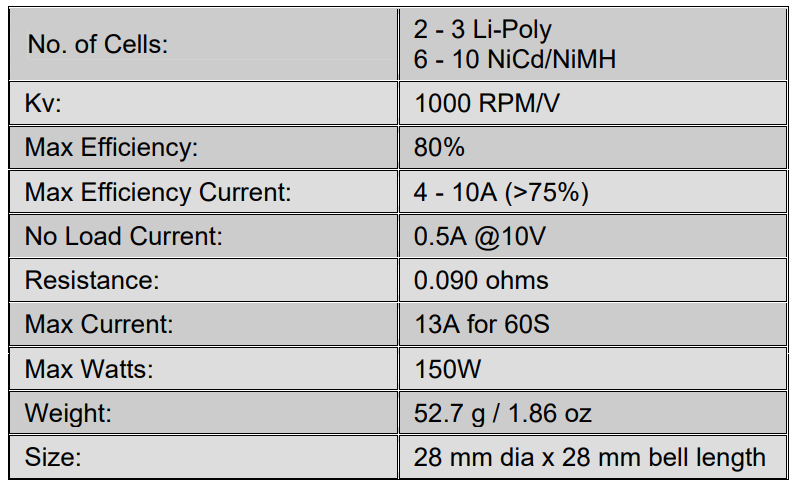 No. of Cells:
2 - 3 Li-Poly
6 - 10 NiCd/NiMH
Kv:
1000 RPM/V
Max Efficiency:
80%
Max Efficiency Current:
4 - 10A (>75%)
No Load Current:
0.5A @10V
Resistance:
0.090 ohms
Max Current:
13A for 60S
Max Watts:
150W
Weight:
52.7 g / 1.86 oz
Size:
28 mm dia x 28 mm bell length